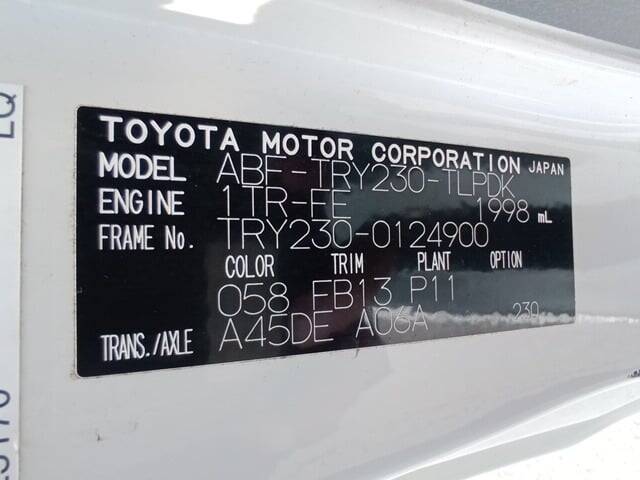 TOYOTA MOTOR CORPORATION JAPAN
MODEL ABF-TRY230-TLPDK
ENGINE 1TR-FE 1998 mL
FRAME No. TRY230-0124900
COLOR TRIM PLANT OPTION
058 FB13 P11
TRANS./AXLE A45DE A06A 230